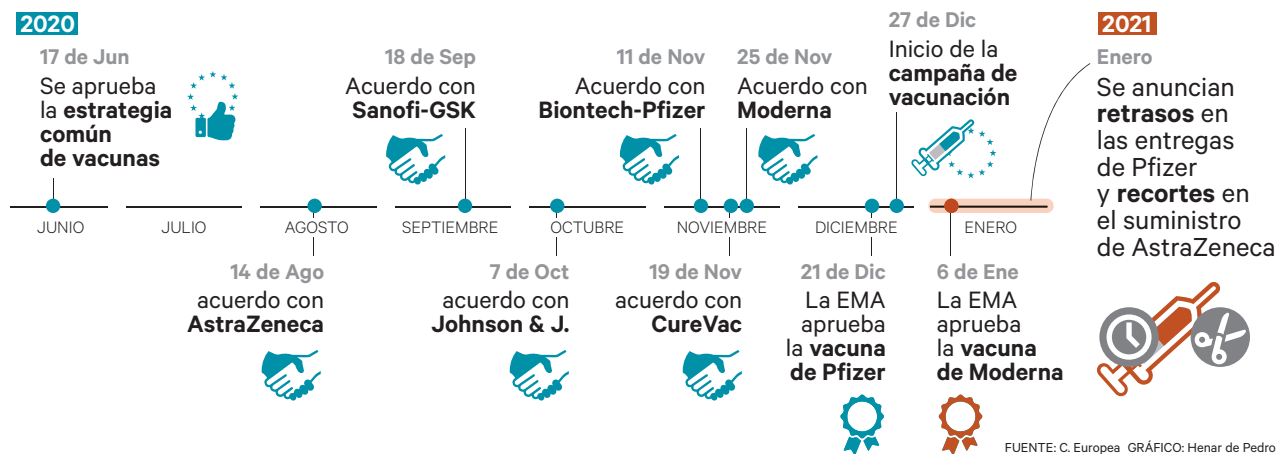 2020
17 de Jun
Se aprueba
la estrategia
común
de vacunas
18 de Sep
Acuerdo con
Sanofi-GSK
11 de Nov
Acuerdo con
Biontech-Pfizer
25 de Nov
Acuerdo con
Moderna
27 de Dic
Inicio de la
campaña de
vacunación
2021
Enero
Se anuncian
retrasos en
las entregas
de Pfizer
y recortes en
el suministro
de AstraZeneca
JUNIO
JULIO
AGOSTO
SEPTIEMBRE
OCTUBRE
NOVIEMBRE
DICIEMBRE
ENERO
14 de Ago
acuerdo con
AstraZeneca
7 de Oct
acuerdo con
Johnson & J.
19 de Nov
acuerdo con
CureVac
21 de Dic
La EMA
aprueba
la vacuna
de Pfizer
6 de Ene
La EMA
aprueba
la vacuna
de Moderna
FUENTE: C. Europea GRÁFICO: Henar de Pedro